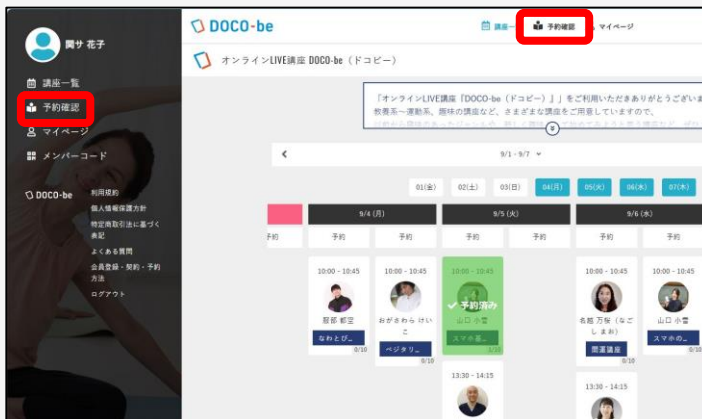 関サ 花子
講座一覧
予約確認
マイページ
メンバーコード
DOCO-be
利用規約
個人情報保護方針
特定商取引法に基づく
表記
よくある質問
会員登録・契約・予約
方法
ログアウト
DOCO-be
講座一
予約確認
マイページ
オンラインLIVE講座 DOCO-be（ドコビー）
「オンラインLIVE講座『DOCO-be（ドコビー）』」をご利用いただきありがとうござい
教養系～運動系、趣味の講座など、さまざまな講座をご用意していますので、
9/1 - 9/7
01(金) 02(土) 03(日) 04(月) 05(火) 06(水) 07(木)
9/4 (月) 9/5 (火) 9/6 (水)
予約 予約 予約 予約 予約 予約 予約
10:00 - 10:45
服部 都空
なわとび_
0/10
10:00 - 10:45
おがさわら けい
こ
ベジタリ_
0/10
10:00 - 10:45
予約済み
山口 小雪
スマホ基_
1/10
13:30 - 14:15
10:00 - 10:45
名越 万桜（なご
し まお）
開運講座
0/10
13:30 - 14:15
10:00 - 10:45
山口 小雪
スマホの_
0/10